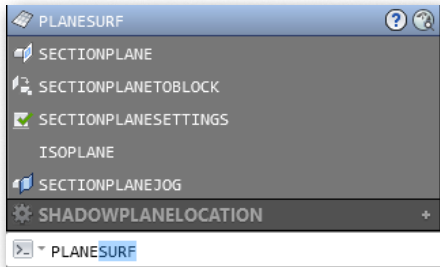 PLANESURF
SECTIONPLANE
SECTIONPLANETOBLOCK
SECTIONPLANESETTINGS
ISOPLANE
SECTIONPLANEJOG
SHADOWPLANELOCATION +
PLANESURF